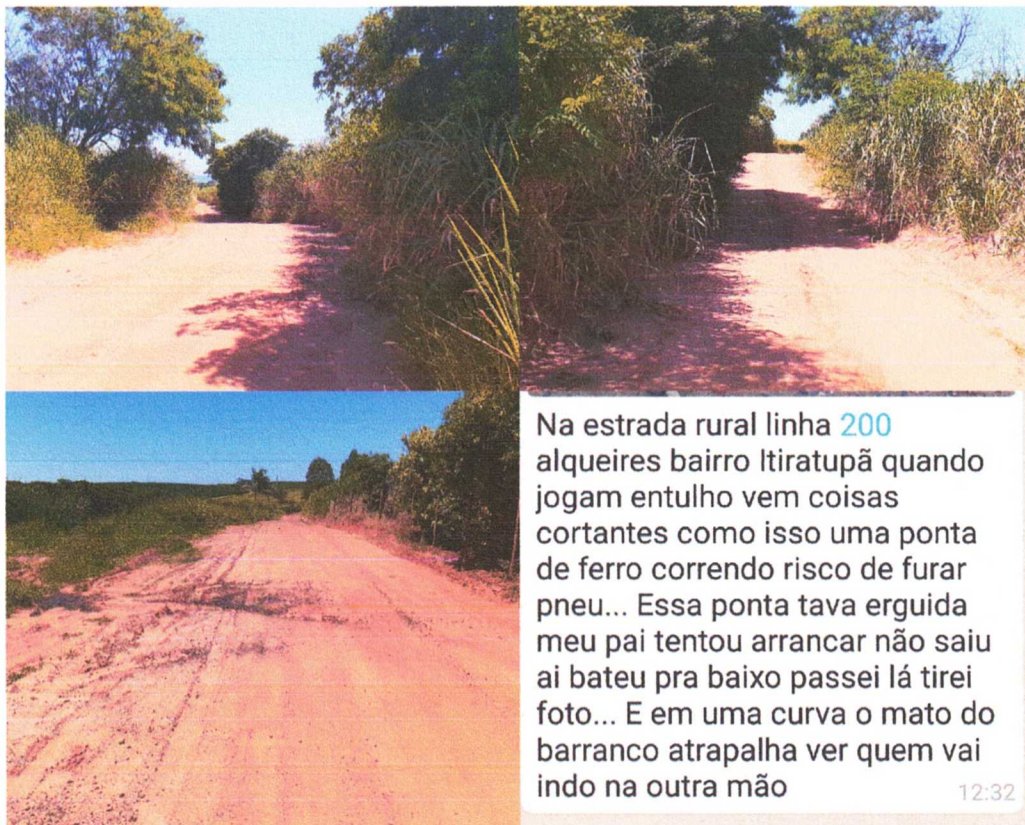 Na estrada rural linha 200
alqueires bairro Itiratupã quando
jogam entulho vem coisas
cortantes como isso uma ponta
de ferro correndo risco de furar
pneu... Essa ponta tava erguida
meu pai tentou arrancar não saiu
ai bateu pra baixo passei lá tirei
foto... E em uma curva o mato do
barranco atrapalha ver quem vai
indo na outra mão
12:32